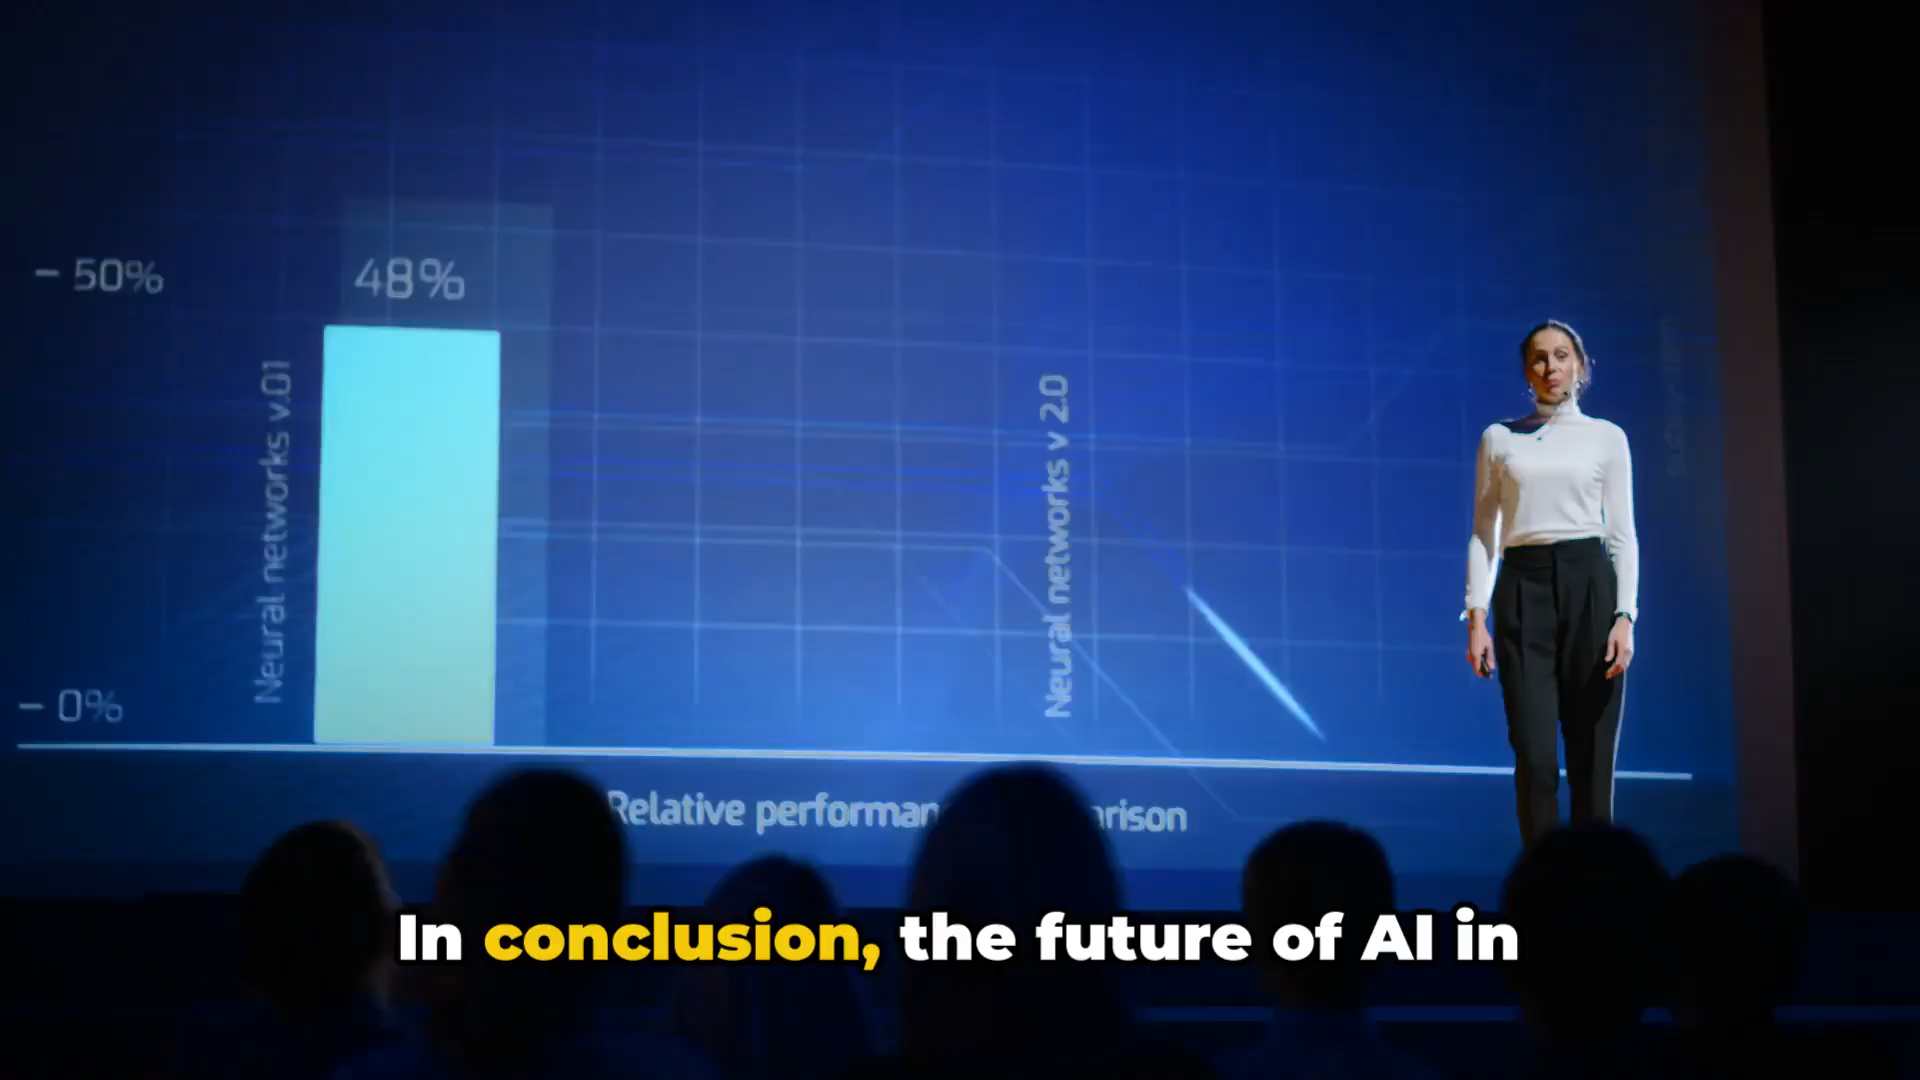 – 50%
48%
Neural networks v.01
Neural networks v 2.0
– 0%
Relative performan
rison
In conclusion, the future of AI in